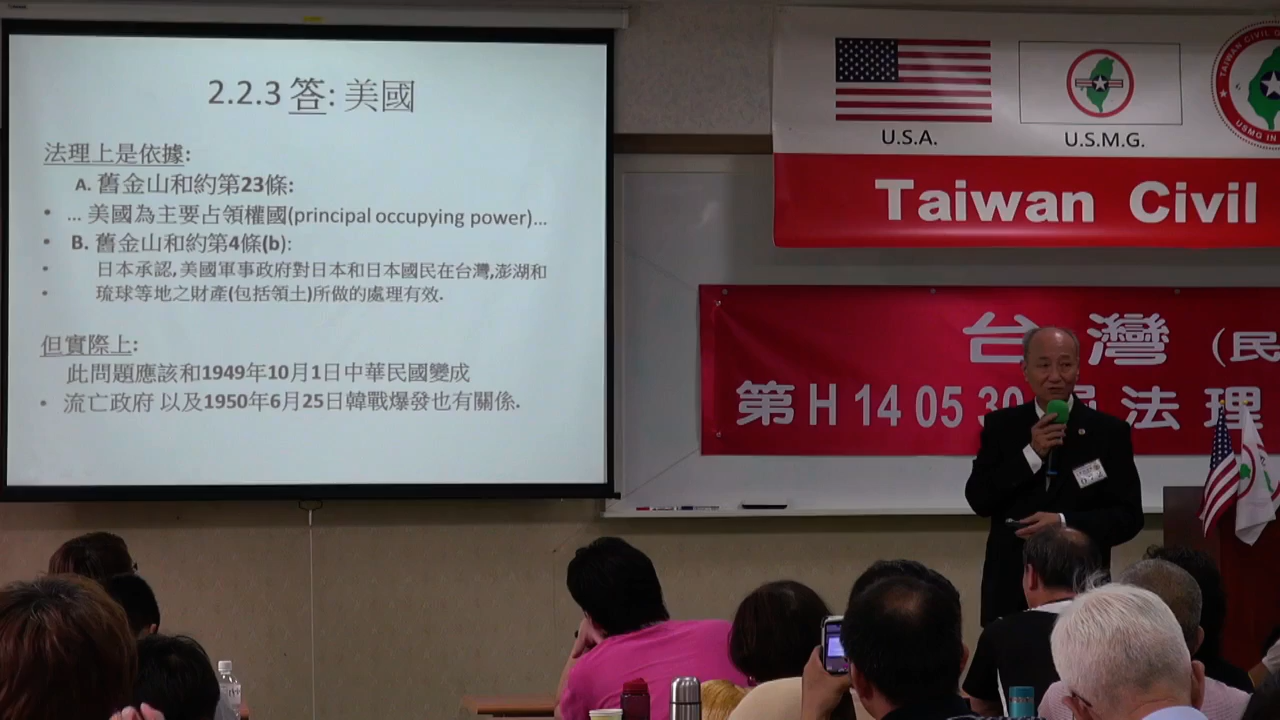 2.2.3 答: 美國
法理上是依據:
A. 舊金山和約第23條:
• ... 美國為主要占領權國(principal occupying power)...
• B. 舊金山和約第4條(b):
• 日本承認, 美國軍事政府對日本和日本國民在台灣,澎湖和
• 琉球等地之財產(包括領土)所做的處理有效.
但實際上:
此問題應該和1949年10月1日中華民國變成
• 流亡政府 以及1950年6月25日韓戰爆發也有關係.
U.S.A.
U.S.M.G.
TAIWAN CIVIL
USMG IN
Taiwan Civil
台灣 (民
第H 14 05 30 法理